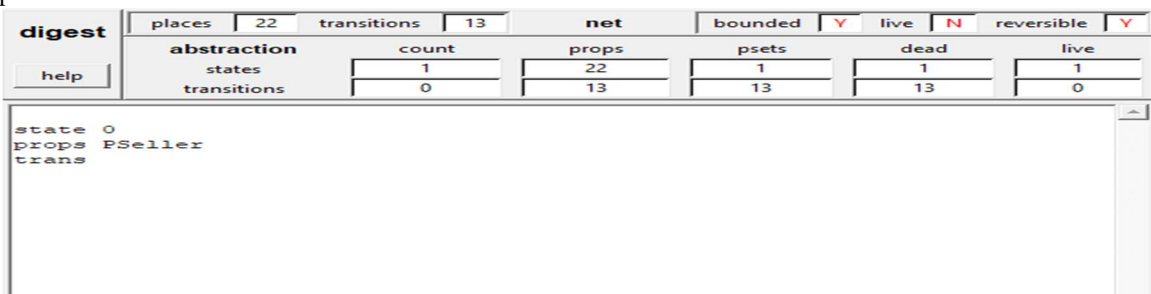 digest places 22 transitions 13 net bounded Y live N reversible Y
abstraction count props psets dead live
help states 1 22 1 1 1
transitions 0 13 13 13 0
state 0
props PSeller
trans